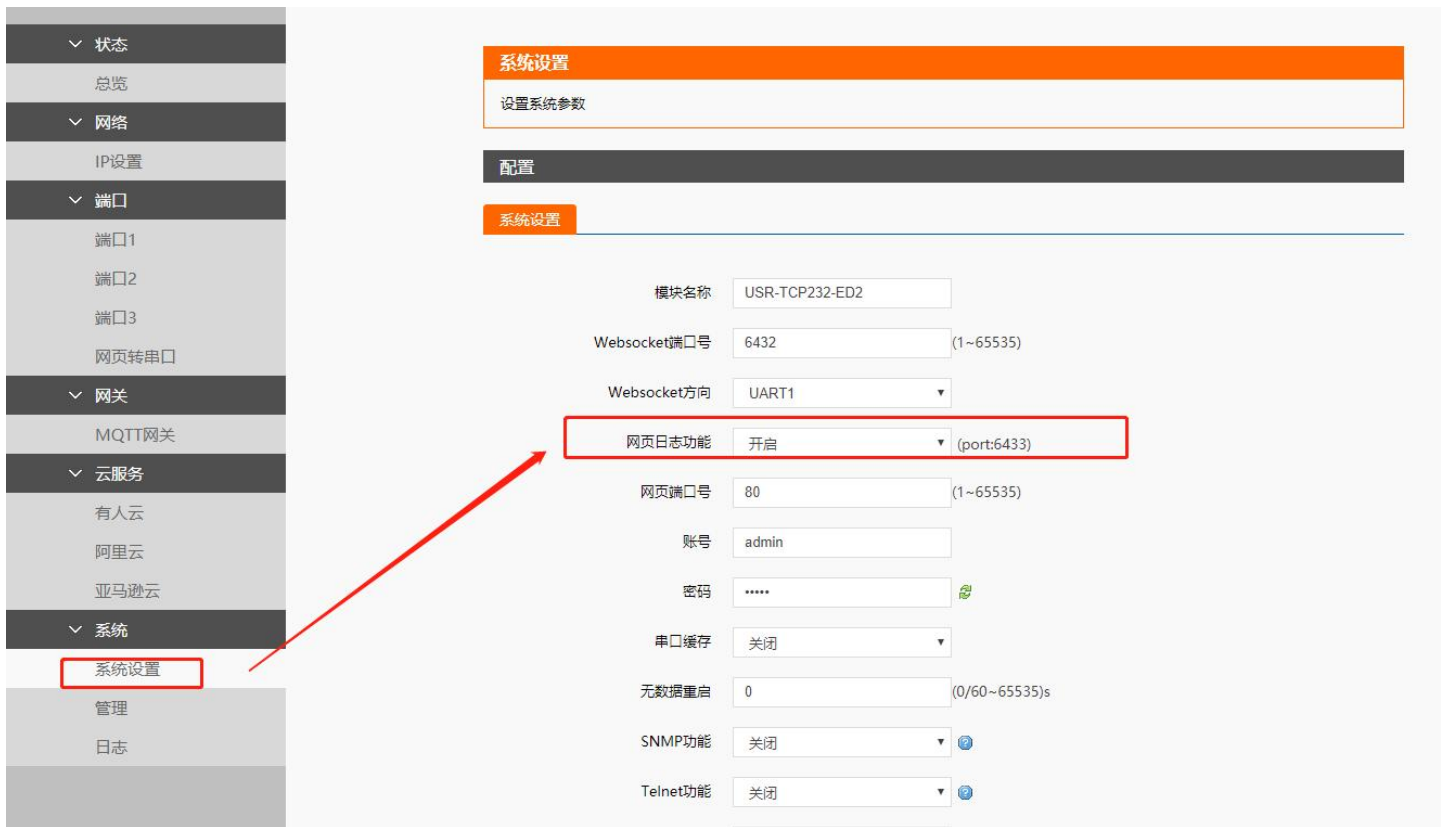 状态
总览
网络
IP设置
端口
端口1
端口2
端口3
网页转串口
网关
MQTT网关
云服务
有人云
阿里云
亚马逊云
系统
系统设置
管理
日志
系统设置
设置系统参数
配置
系统设置
模块名称 USR-TCP232-ED2
Websocket端口号 6432 (1~65535)
Websocket方向 UART1
网页日志功能 开启 (port:6433)
网页端口号 80 (1~65535)
账号 admin
密码 •••••
串口缓存 关闭
无数据重启 0 (0/60~65535)s
SNMP功能 关闭
Telnet功能 关闭